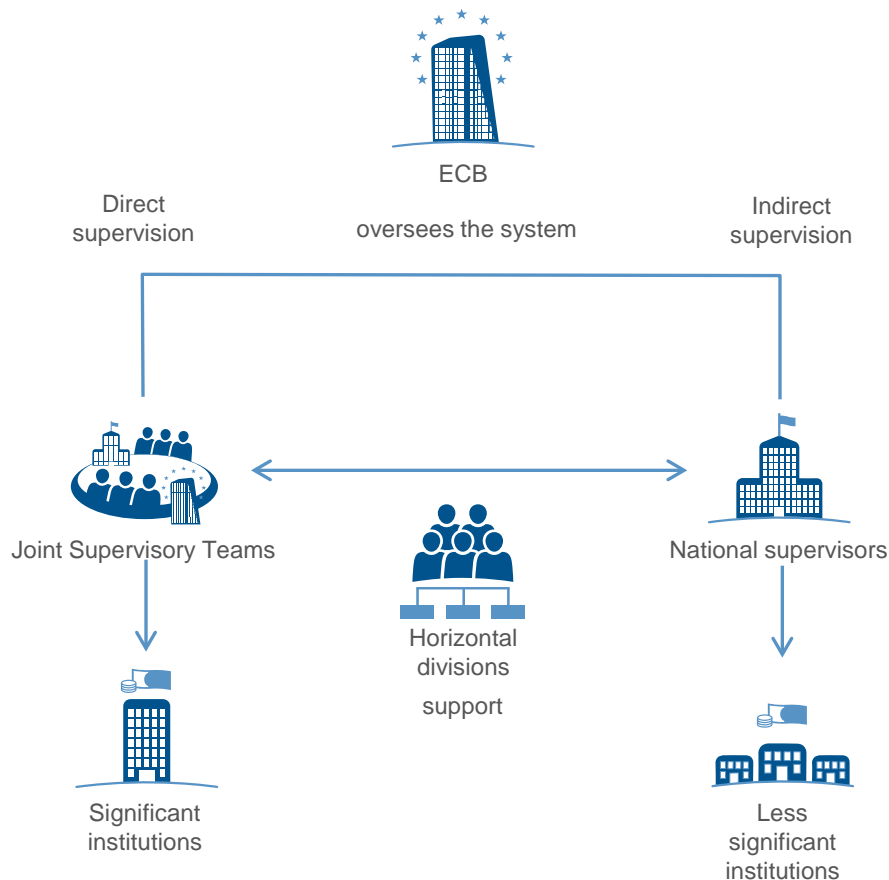 ECB
Direct
supervision
oversees the system
Indirect
supervision
Joint Supervisory Teams
National supervisors
Horizontal
divisions
support
Significant
institutions
Less
significant
institutions